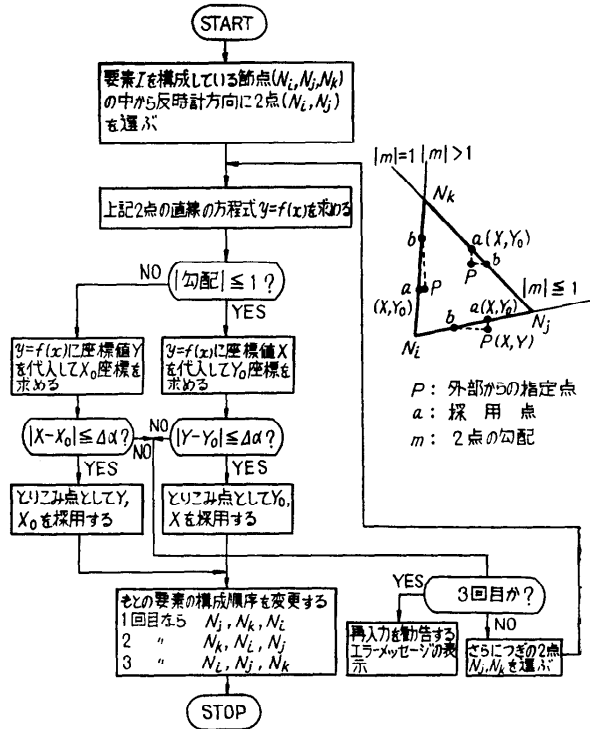 START
要素Iを構成している節点(Ni,Nj,Nk)
の中から反時計方向に2点(Ni,Nj)
を選ぶ
上記2点の直線の方程式y=f(x)を求める
|勾配|≦1?
NO
YES
y=f(x)に座標値Y
を代入してX0座標を
求める
y=f(x)に座標値X
を代入してY0座標を
求める
|X-X0|≦Δα?
NO
NO
|Y-Y0|≦Δα?
YES
YES
とりこみ点としてY,
X0を採用する
とりこみ点としてY0,
Xを採用する
もとの要素の構成順序を変更する
1回目なら Nj,Nk,Ni
2 〃 Nk,Ni,Nj
3 〃 Ni,Nj,Nk
STOP
3回目か?
YES
NO
再入力を勧告する
エラーメッセージの表
示
さらにつぎの2点
Nj,Nkを選ぶ
|m|=1
|m|>1
Nk
b
a(X,Y0)
P
b
a
P
(X,Y0)
|m|≦1
b
a(X,Y0)
P(X,Y)
Nj
Ni
P: 外部からの指定点
a: 採用点
m: 2点の勾配